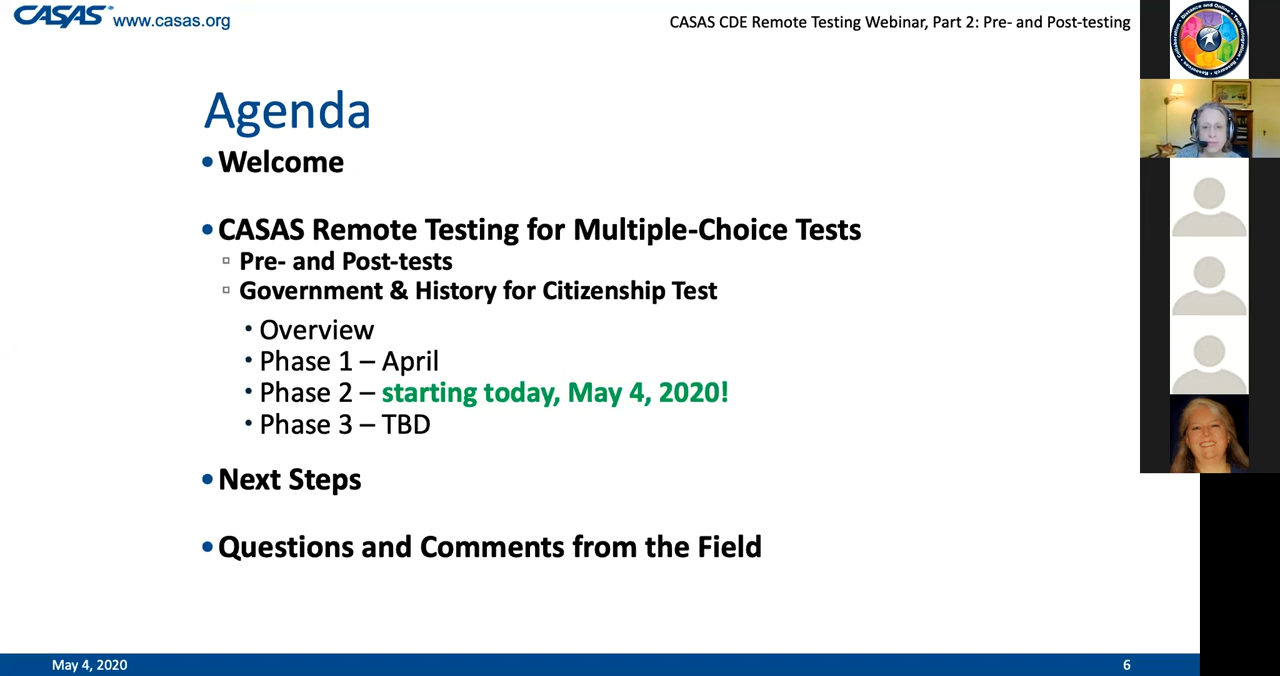 CASAS www.casas.org
CASAS CDE Remote Testing Webinar, Part 2: Pre- and Post-testing
Agenda
•Welcome
•CASAS Remote Testing for Multiple-Choice Tests
▫ Pre- and Post-tests
▫ Government & History for Citizenship Test
• Overview
• Phase 1 – April
• Phase 2 – starting today, May 4, 2020!
• Phase 3 – TBD
•Next Steps
•Questions and Comments from the Field
May 4, 2020
6